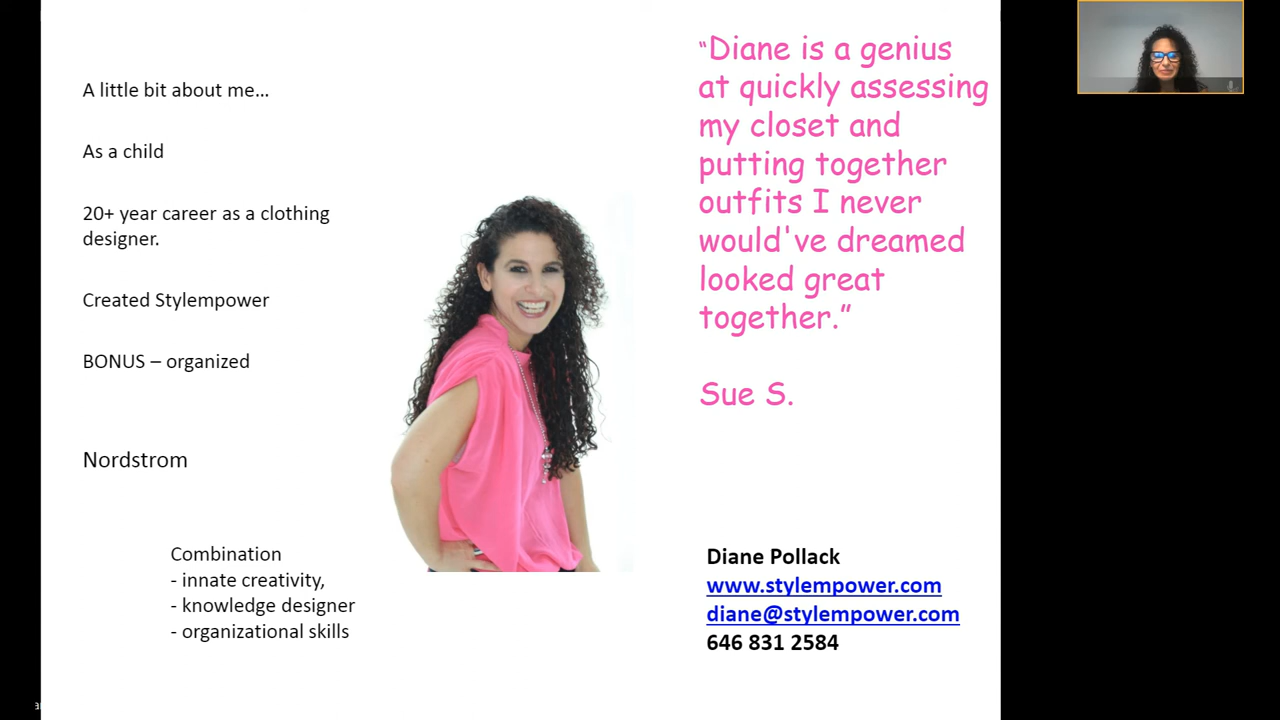 A little bit about me...
As a child
20+ year career as a clothing
designer.
Created Stylempower
BONUS – organized
Nordstrom
Combination
- innate creativity,
- knowledge designer
- organizational skills
“Diane is a genius
at quickly assessing
my closet and
putting together
outfits I never
would've dreamed
looked great
together.”
Sue S.
Diane Pollack
www.stylempower.com
diane@stylempower.com
646 831 2584